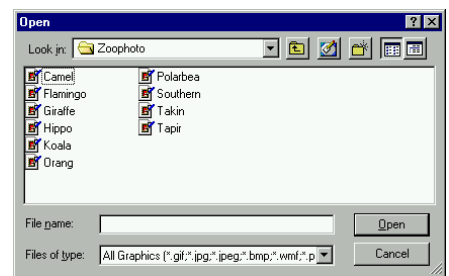 Open
Look in: Zoophoto
Camel
Flamingo
Giraffe
Hippo
Koala
Orang
Polarbea
Southern
Takin
Tapir
File name:
Open
Files of type: All Graphics (*.gif;*.jpg;*.jpeg;*.bmp;*.wmf;*.p
Cancel